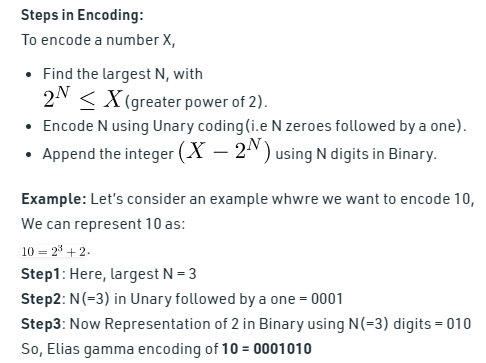 Steps in Encoding:
To encode a number X,
• Find the largest N, with
2^N ≤ X (greater power of 2).
• Encode N using Unary coding(i.e N zeroes followed by a one).
• Append the integer (X − 2^N) using N digits in Binary.
Example: Let's consider an example whwre we want to encode 10,
We can represent 10 as:
10 = 2³ + 2.
Step1: Here, largest N = 3
Step2: N(=3) in Unary followed by a one = 0001
Step3: Now Representation of 2 in Binary using N(=3) digits = 010
So, Elias gamma encoding of 10 = 0001010